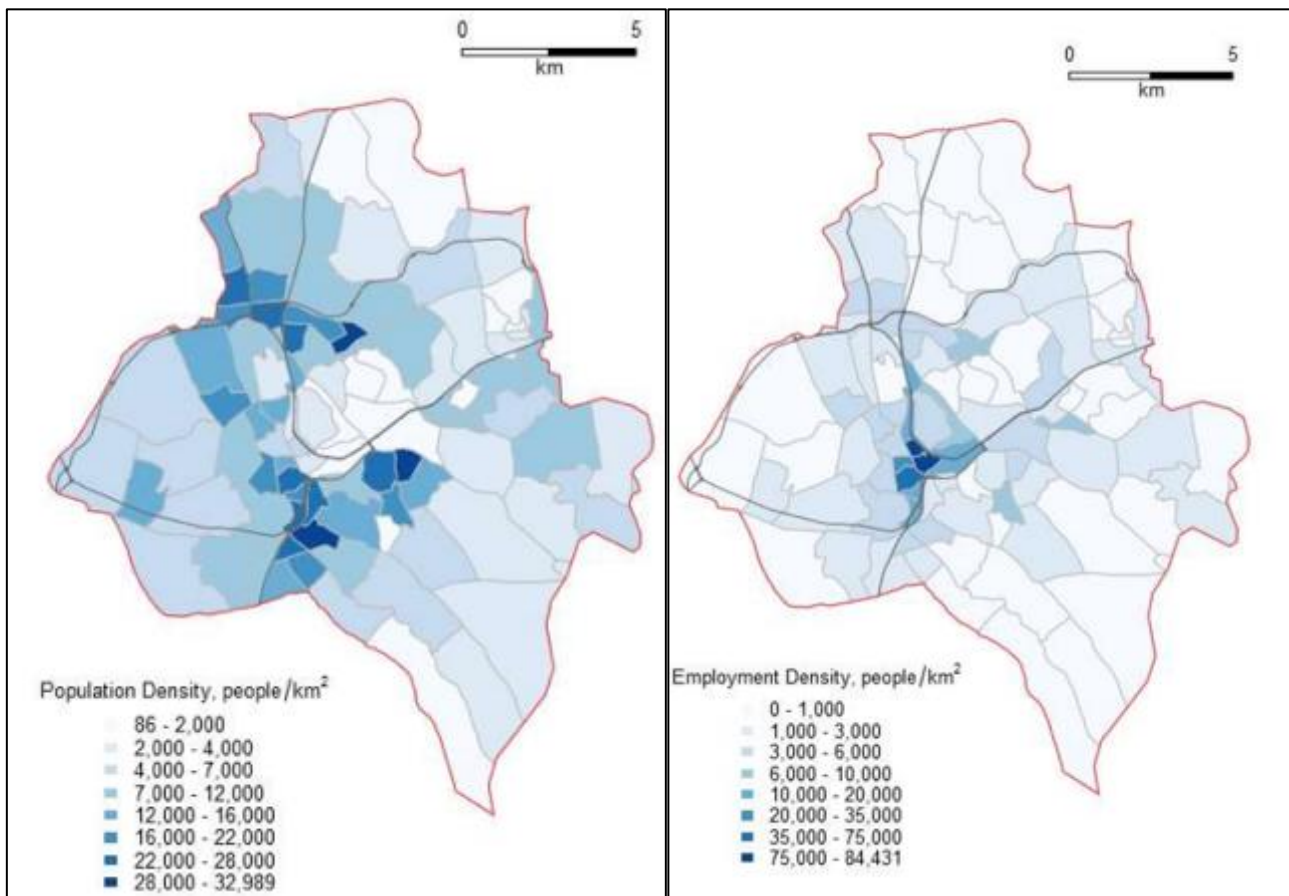 0 5
km
Population Density, people/km²
86 - 2,000
2,000 - 4,000
4,000 - 7,000
7,000 - 12,000
12,000 - 16,000
16,000 - 22,000
22,000 - 28,000
28,000 - 32,989
0 5
km
Employment Density, people/km²
0 - 1,000
1,000 - 3,000
3,000 - 6,000
6,000 - 10,000
10,000 - 20,000
20,000 - 35,000
35,000 - 75,000
75,000 - 84,431